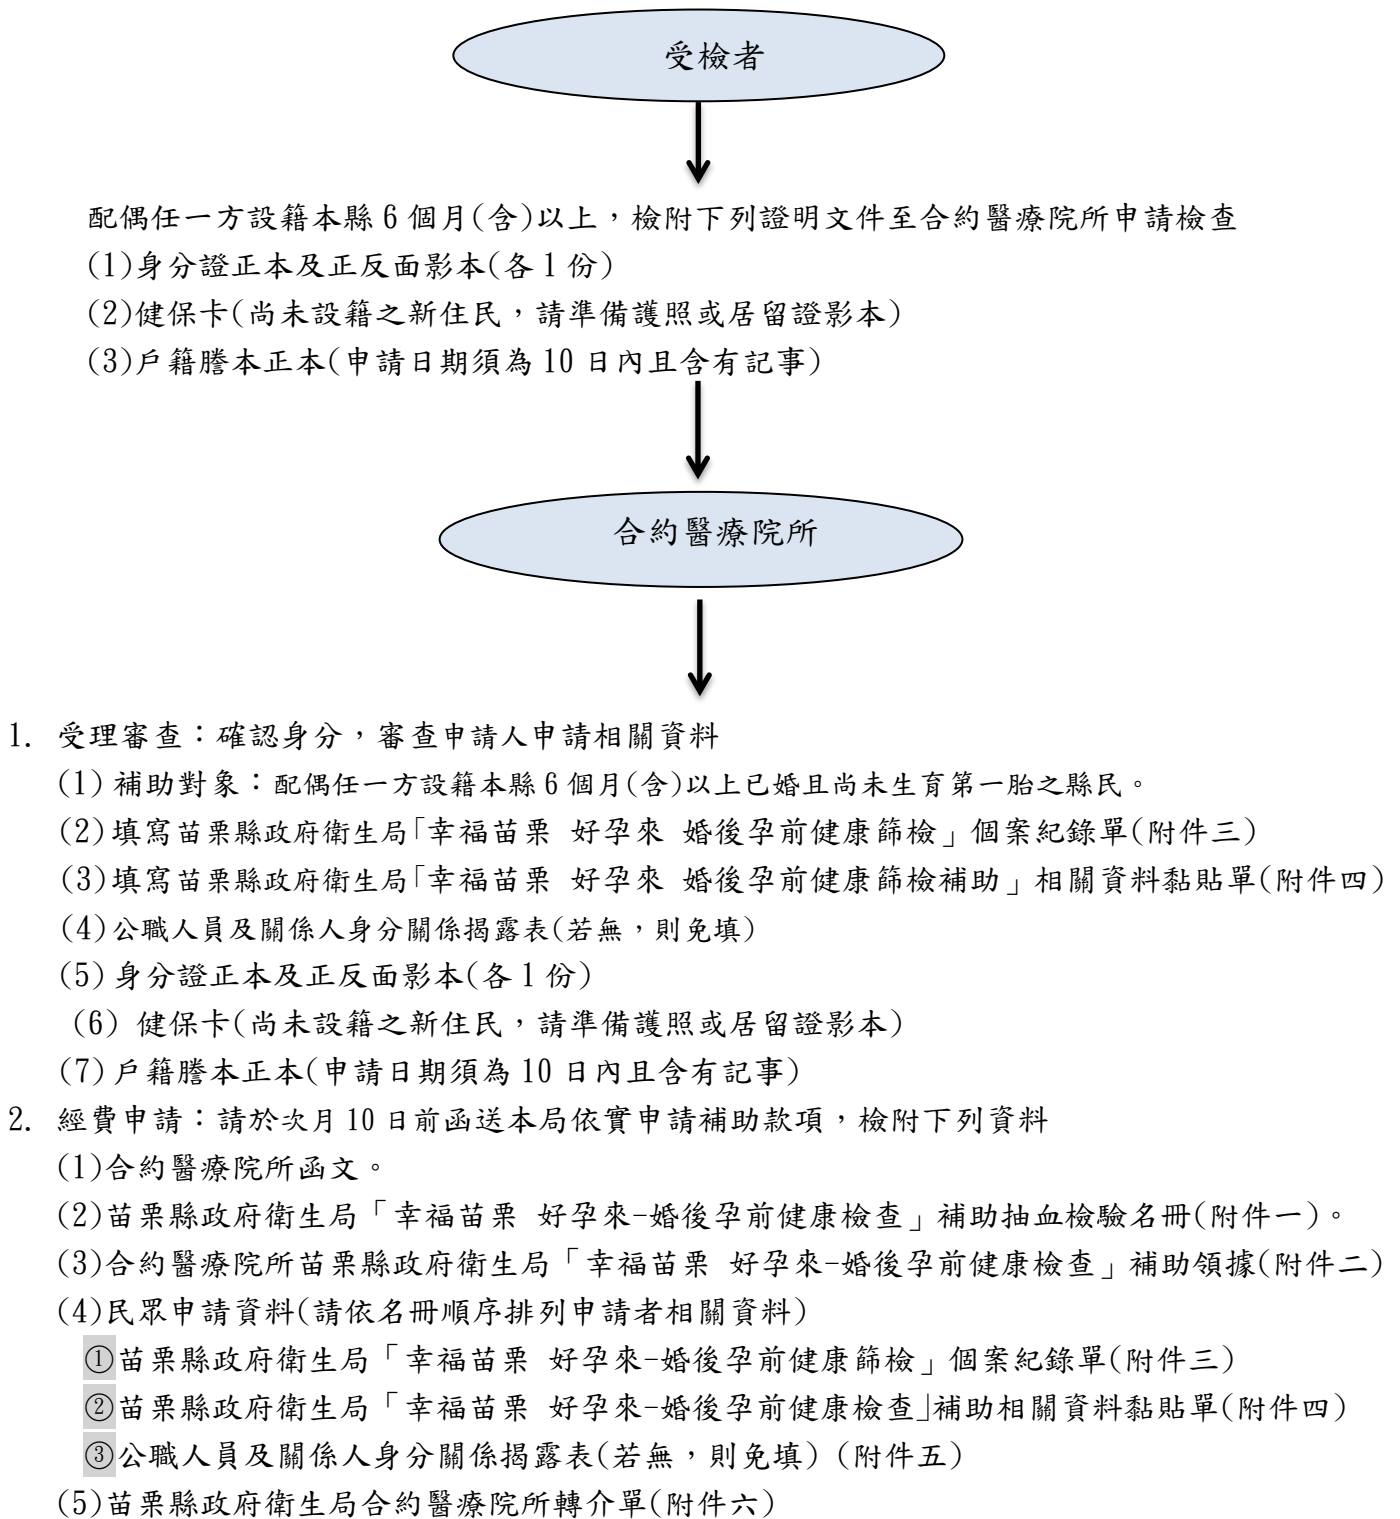 受檢者
配偶任一方設籍本縣 6 個月(含)以上，檢附下列證明文件至合約醫療院所申請檢查
(1)身分證正本及正反面影本(各 1 份)
(2)健保卡(尚未設籍之新住民，請準備護照或居留證影本)
(3)戶籍謄本正本(申請日期須為 10 日內且含有記事)
合約醫療院所
1. 受理審查：確認身分，審查申請人申請相關資料
(1)補助對象：配偶任一方設籍本縣 6 個月(含)以上已婚且尚未生育第一胎之縣民。
(2)填寫苗栗縣政府衛生局「幸福苗栗 好孕來 婚後孕前健康篩檢」個案紀錄單(附件三)
(3)填寫苗栗縣政府衛生局「幸福苗栗 好孕來 婚後孕前健康篩檢補助」相關資料黏貼單(附件四)
(4)公職人員及關係人身分關係揭露表(若無，則免填)
(5)身分證正本及正反面影本(各 1 份)
(6) 健保卡(尚未設籍之新住民，請準備護照或居留證影本)
(7)戶籍謄本正本(申請日期須為 10 日內且含有記事)
2. 經費申請：請於次月 10 日前函送本局依實申請補助款項，檢附下列資料
(1)合約醫療院所函文。
(2)苗栗縣政府衛生局「幸福苗栗 好孕來-婚後孕前健康檢查」補助抽血檢驗名冊(附件一)。
(3)合約醫療院所苗栗縣政府衛生局「幸福苗栗 好孕來-婚後孕前健康檢查」補助領據(附件二)
(4)民眾申請資料(請依名冊順序排列申請者相關資料)
①苗栗縣政府衛生局「幸福苗栗 好孕來-婚後孕前健康篩檢」個案紀錄單(附件三)
②苗栗縣政府衛生局「幸福苗栗 好孕來-婚後孕前健康檢查」補助相關資料黏貼單(附件四)
③公職人員及關係人身分關係揭露表(若無，則免填) (附件五)
(5)苗栗縣政府衛生局合約醫療院所轉介單(附件六)